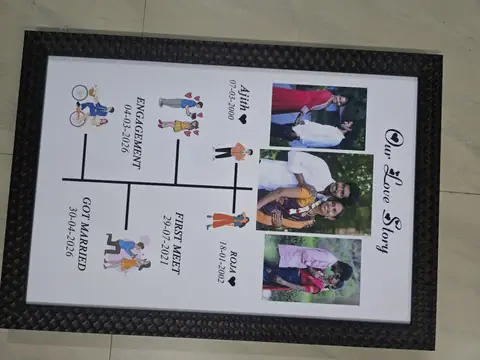 Our Love Story
Ajith ♥
07-03-2000
ROJA ♥
18-01-2002
FIRST MEET
29-07-2021
ENGAGEMENT
04-03-2026
GOT MARRIED
30-04-2026